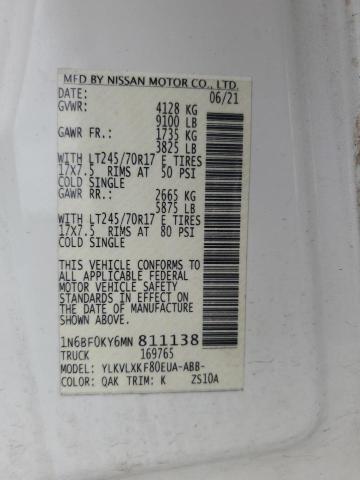 MFD BY NISSAN MOTOR CO., LTD.
DATE: 06/21
GVWR: 4128 KG
9100 LB
GAWR FR.: 1735 KG
3825 LB
WITH LT245/70R17 E TIRES
17X7.5 RIMS AT 50 PSI
COLD SINGLE
GAWR RR.: 2665 KG
5875 LB
WITH LT245/70R17 E TIRES
17X7.5 RIMS AT 80 PSI
COLD SINGLE
THIS VEHICLE CONFORMS TO
ALL APPLICABLE FEDERAL
MOTOR VEHICLE SAFETY
STANDARDS IN EFFECT ON
THE DATE OF MANUFACTURE
SHOWN ABOVE.
1N6BF0KY6MN 811138
TRUCK 169765
MODEL: YLKVLXKF80EUA-ABB-
COLOR: QAK TRIM: K ZS10A